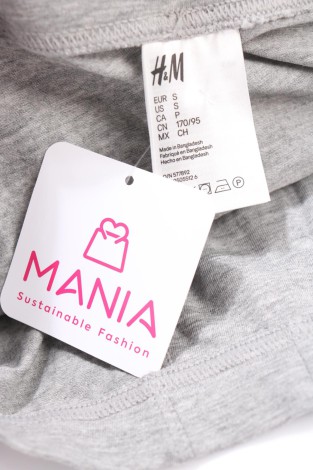 H&M
EUR S
US S
CA P
CN 170/95
MX CH
Made in Bangladesh
Fabriqué en Bangladesh
Hecho en Bangladesh
P
MANIA
Sustainable Fashion